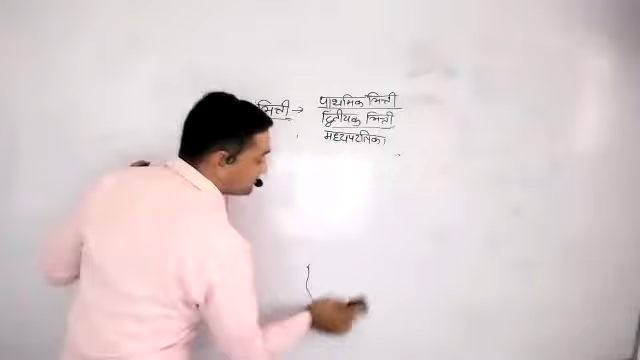 भित्ती → प्राथमिक भित्ती
द्वितीयक भित्ती
मध्यपटलिका